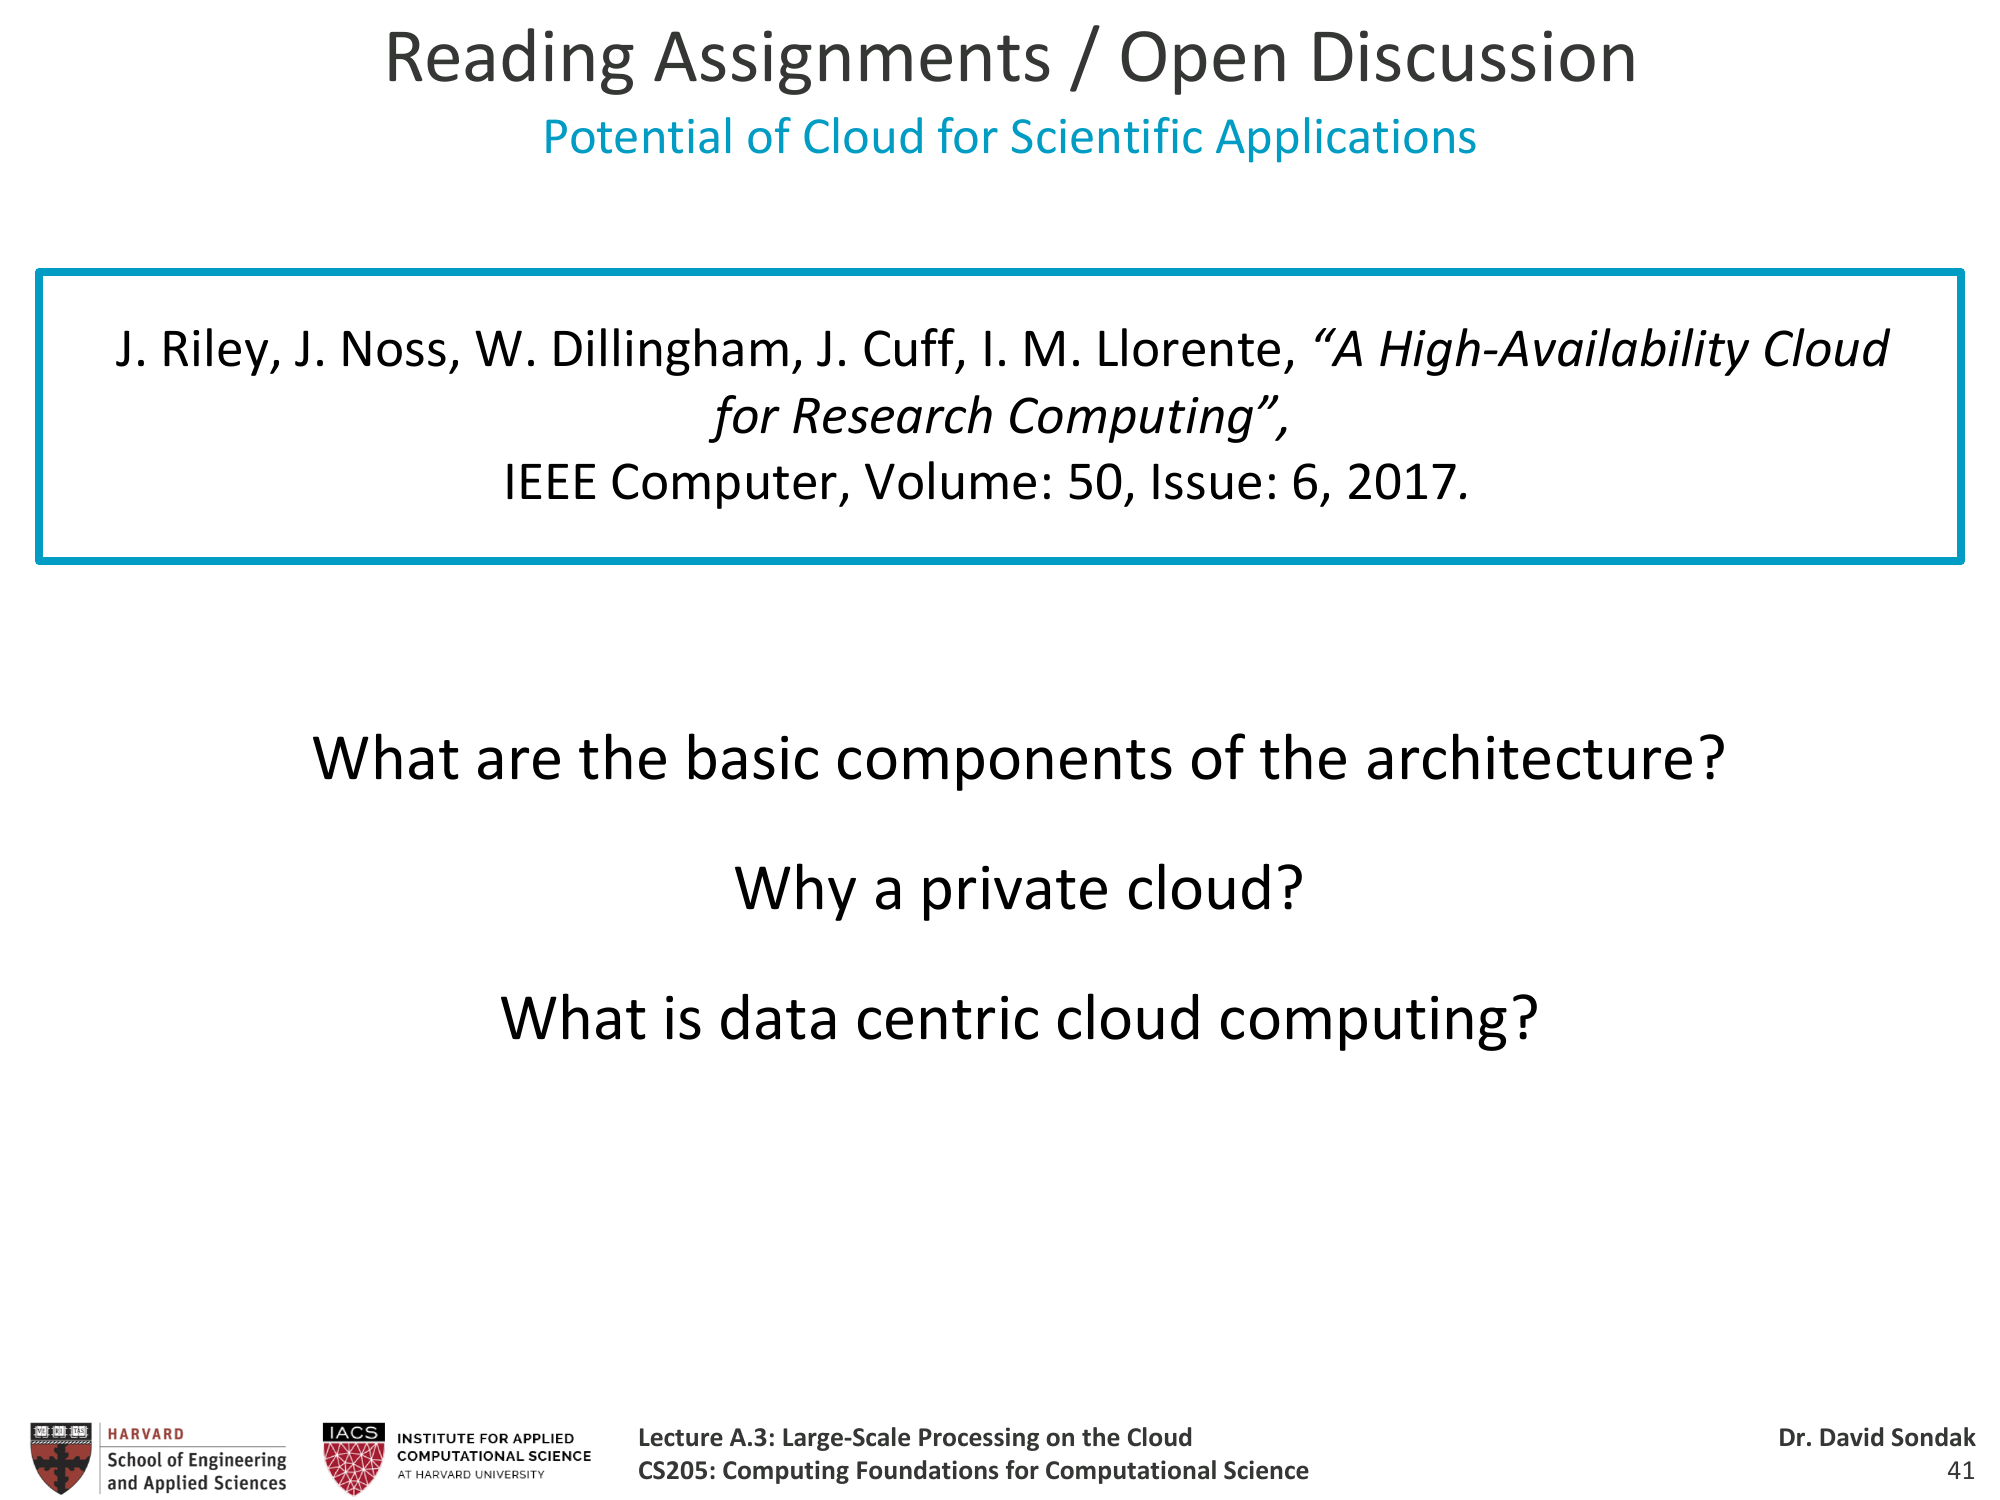 Reading Assignments / Open Discussion
Potential of Cloud for Scientific Applications
J. Riley, J. Noss, W. Dillingham, J. Cuff, I. M. Llorente, “A High-Availability Cloud
for Research Computing”,
IEEE Computer, Volume: 50, Issue: 6, 2017.
What are the basic components of the architecture?
Why a private cloud?
What is data centric cloud computing?
HARVARD
School of Engineering
and Applied Sciences
IACS
INSTITUTE FOR APPLIED
COMPUTATIONAL SCIENCE
AT HARVARD UNIVERSITY
Lecture A.3: Large-Scale Processing on the Cloud
CS205: Computing Foundations for Computational Science
Dr. David Sondak
41